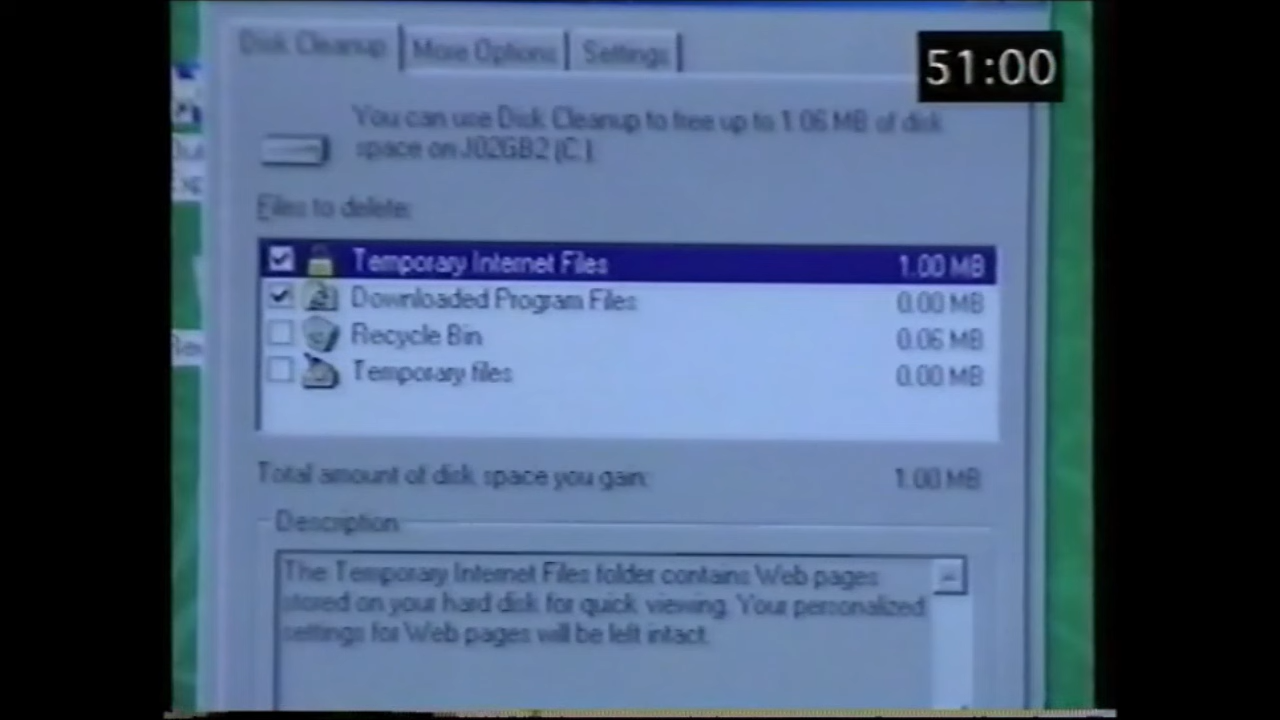 51:00
Disk Cleanup
More Options
Settings
You can use Disk Cleanup to free up to 1.06 MB of disk
space on J02GB2 (C:).
Files to delete:
Temporary Internet Files 1.00 MB
Downloaded Program Files 0.00 MB
Recycle Bin 0.06 MB
Temporary files 0.00 MB
Total amount of disk space you gain: 1.00 MB
Description
The Temporary Internet Files folder contains Web pages
stored on your hard disk for quick viewing. Your personalized
settings for Web pages will be left intact.